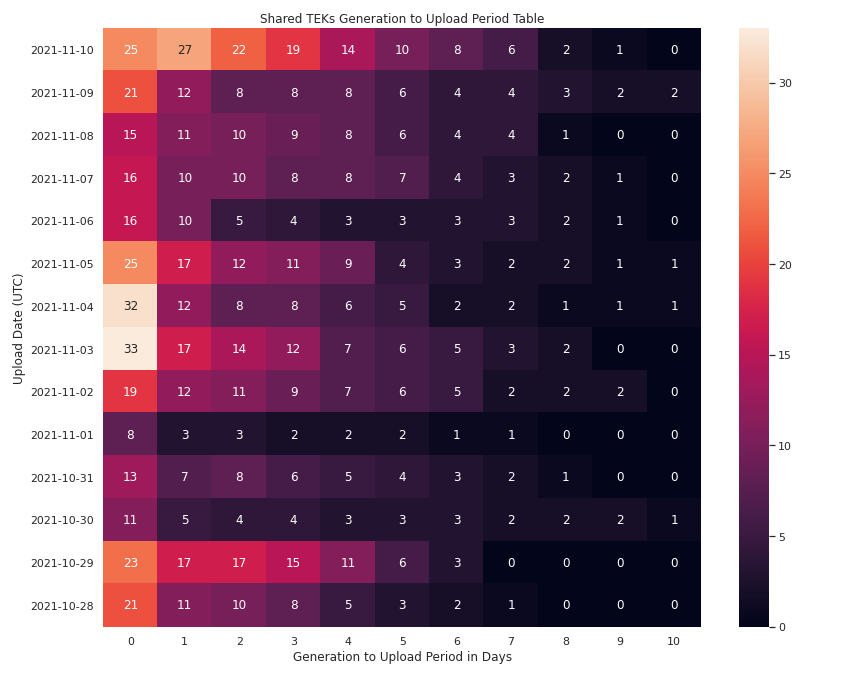 Shared TEKs Generation to Upload Period Table
Upload Date (UTC)
2021-11-10 25 27 22 19 14 10 8 6 2 1 0
2021-11-09 21 12 8 8 8 6 4 4 3 2 2
2021-11-08 15 11 10 9 8 6 4 4 1 0 0
2021-11-07 16 10 10 8 8 7 4 3 2 1 0
2021-11-06 16 10 5 4 3 3 3 3 2 1 0
2021-11-05 25 17 12 11 9 4 3 2 2 1 1
2021-11-04 32 12 8 8 6 5 2 2 1 1 1
2021-11-03 33 17 14 12 7 6 5 3 2 0 0
2021-11-02 19 12 11 9 7 6 5 2 2 2 0
2021-11-01 8 3 3 2 2 2 1 1 0 0 0
2021-10-31 13 7 8 6 5 4 3 2 1 0 0
2021-10-30 11 5 4 4 3 3 3 2 2 2 1
2021-10-29 23 17 17 15 11 6 3 0 0 0 0
2021-10-28 21 11 10 8 5 3 2 1 0 0 0
0 1 2 3 4 5 6 7 8 9 10
Generation to Upload Period in Days
30
25
20
15
10
5
0